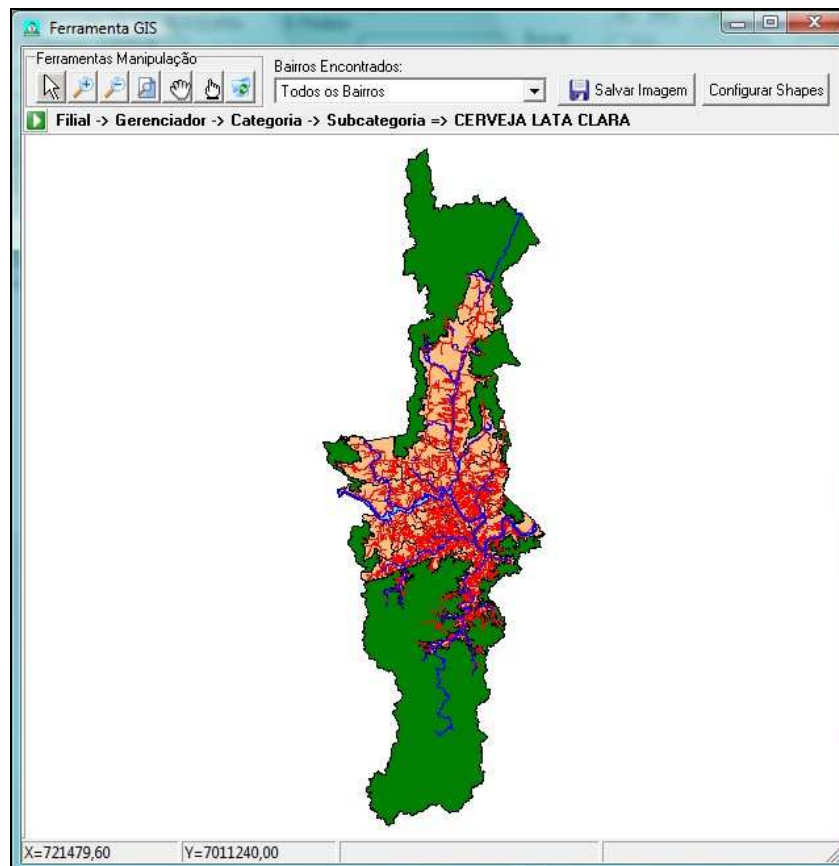 Ferramenta GIS
Ferramentas Manipulação
Bairros Encontrados:
Todos os Bairros
Salvar Imagem
Configurar Shapes
Filial -> Gerenciador -> Categoria -> Subcategoria => CERVEJA LATA CLARA
X=721479,60
Y=7011240,00